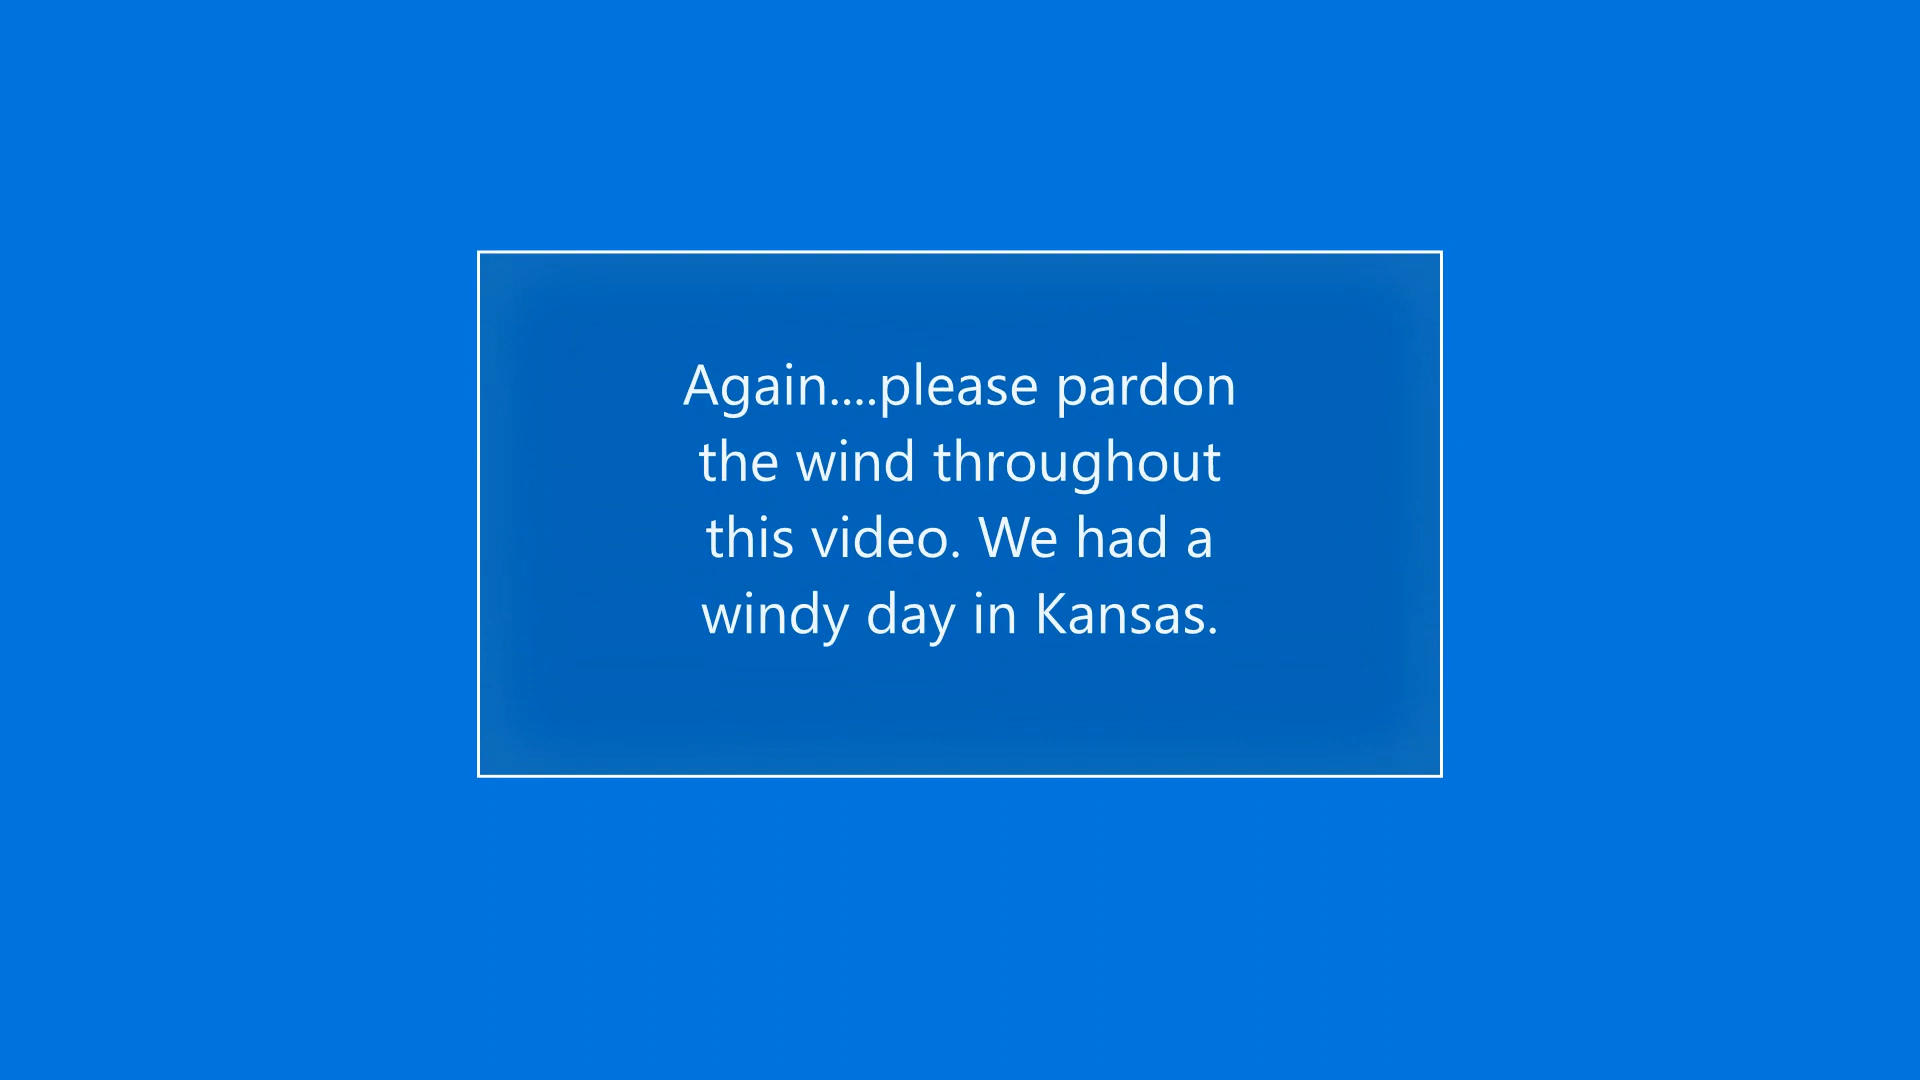 Again....please pardon
the wind throughout
this video. We had a
windy day in Kansas.